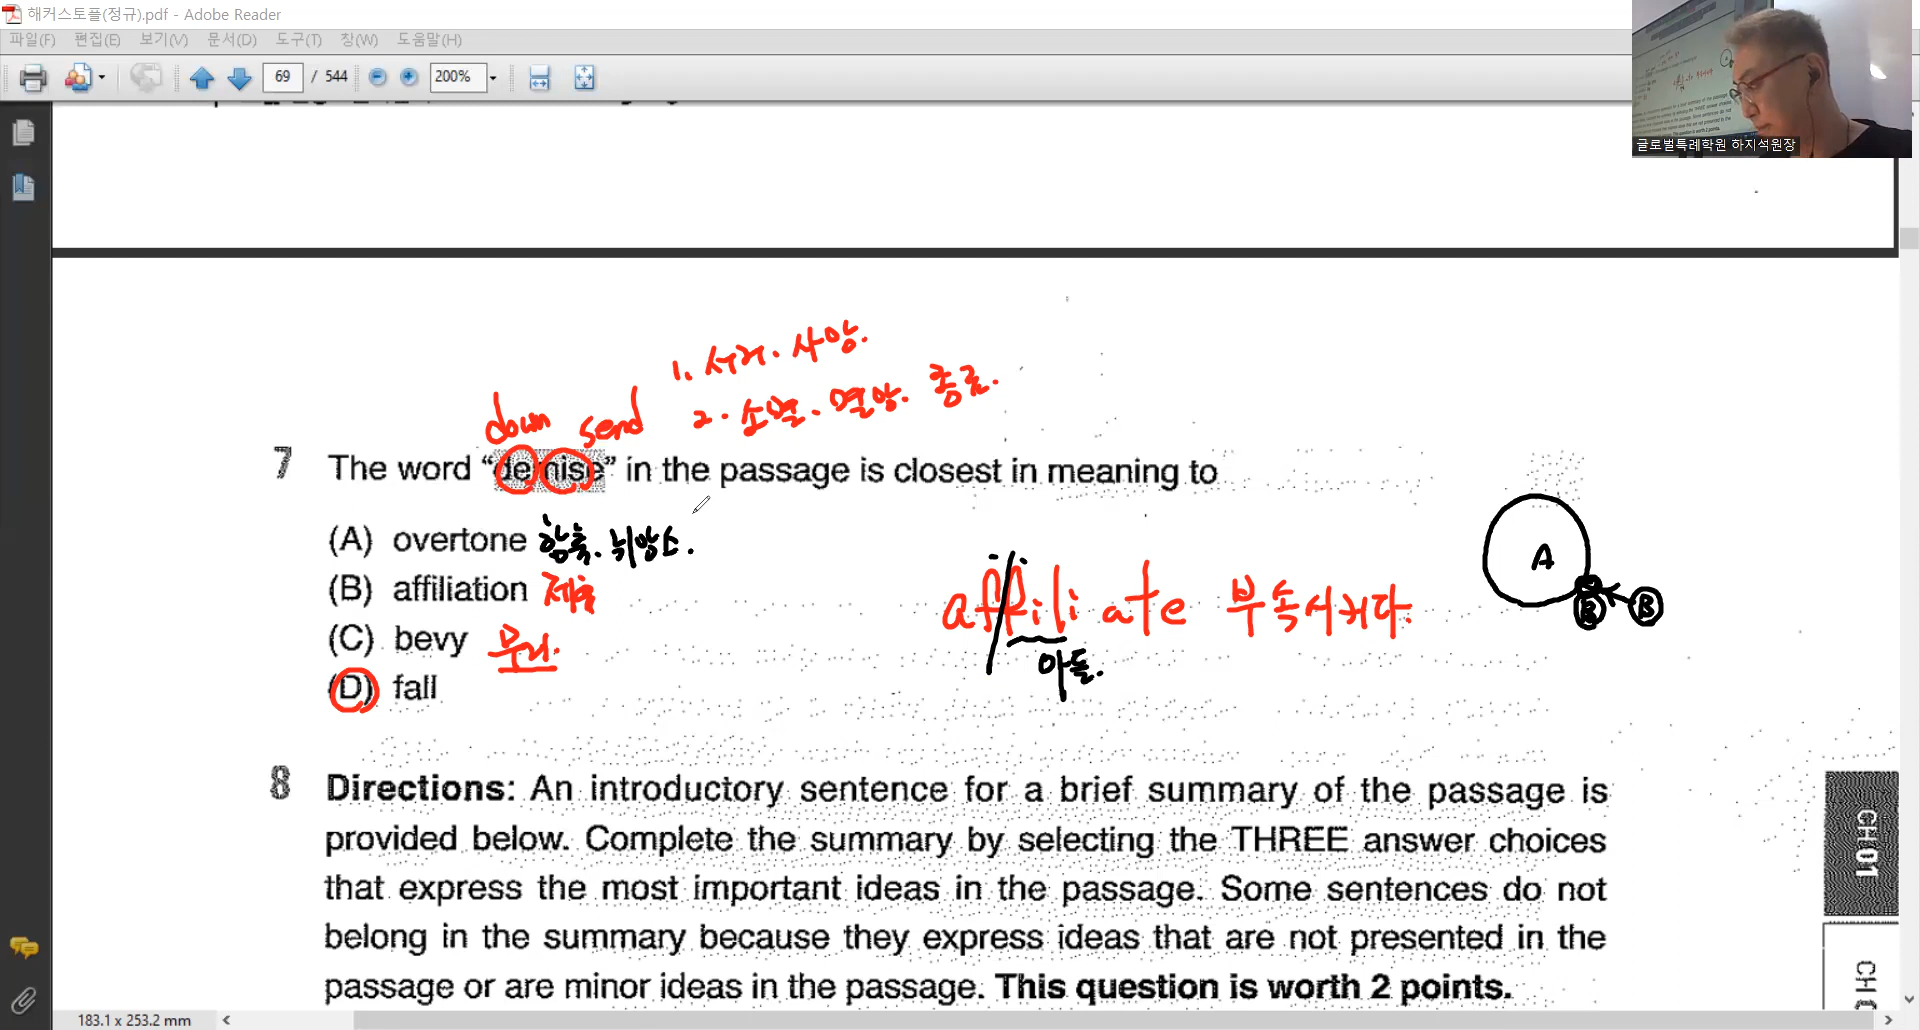 해커스토플(정규).pdf - Adobe Reader
파일(F) 편집(E) 보기(V) 문서(D) 도구(T) 창(W) 도움말(H)
69 / 544 200%
글로벌특례학원 하지석원장
1. 서거. 사망.
2. 소멸. 멸망. 종료.
down send
7 The word “demise” in the passage is closest in meaning to
(A) overtone 함축. 뉘앙스.
(B) affiliation 제휴
(C) bevy 무리.
(D) fall
affiliate 부속시키다.
아들.
A
B B
8 Directions: An introductory sentence for a brief summary of the passage is
provided below. Complete the summary by selecting the THREE answer choices
that express the most important ideas in the passage. Some sentences do not
belong in the summary because they express ideas that are not presented in the
passage or are minor ideas in the passage. This question is worth 2 points.
CH 01
CH
183.1 x 253.2 mm